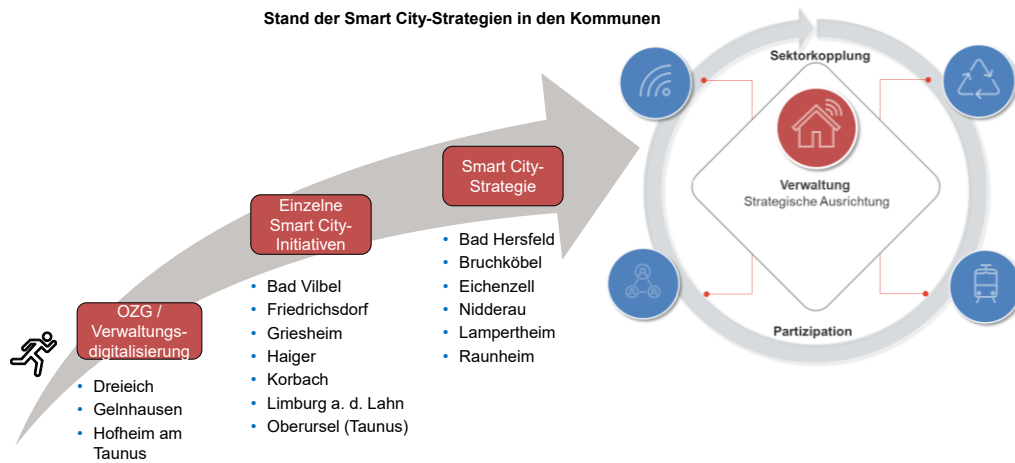 Stand der Smart City-Strategien in den Kommunen
OZG /
Verwaltungs-
digitalisierung
• Dreieich
• Gelnhausen
• Hofheim am
Taunus
Einzelne
Smart City-
Initiativen
• Bad Vilbel
• Friedrichsdorf
• Griesheim
• Haiger
• Korbach
• Limburg a. d. Lahn
• Oberursel (Taunus)
Smart City-
Strategie
• Bad Hersfeld
• Bruchköbel
• Eichenzell
• Nidderau
• Lampertheim
• Raunheim
Sektorkopplung
Verwaltung
Strategische Ausrichtung
Partizipation